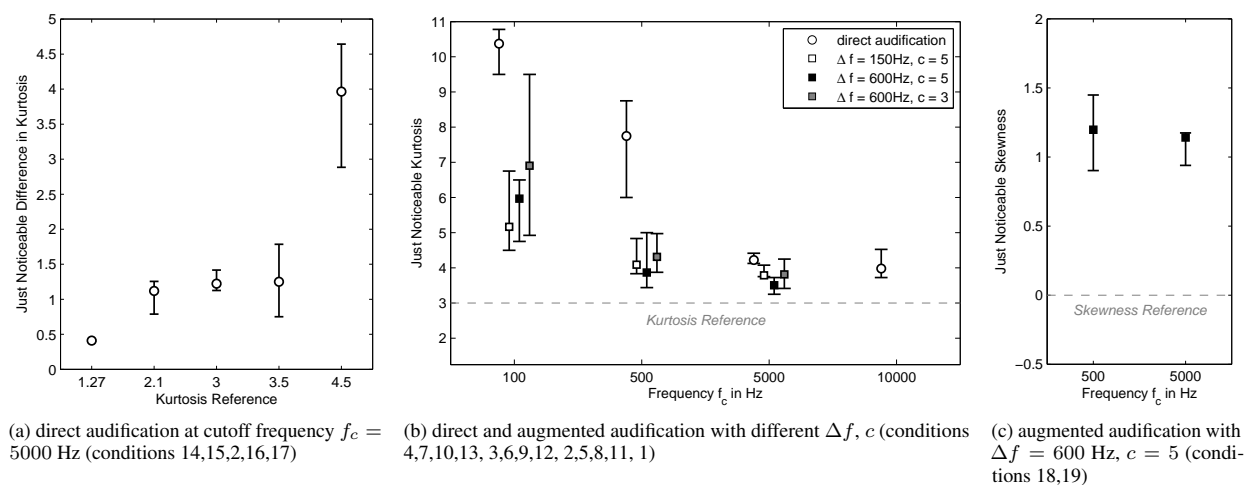 5
4.5
4
3.5
3
2.5
2
1.5
1
0.5
0
Just Noticeable Difference in Kurtosis
1.27 2.1 3 3.5 4.5
Kurtosis Reference
(a) direct audification at cutoff frequency f_c =
5000 Hz (conditions 14,15,2,16,17)
11
10
9
8
7
6
5
4
3
2
Just Noticeable Kurtosis
direct audification
Δ f = 150Hz, c = 5
Δ f = 600Hz, c = 5
Δ f = 600Hz, c = 3
Kurtosis Reference
100 500 5000 10000
Frequency f_c in Hz
(b) direct and augmented audification with different Δf, c (conditions
4,7,10,13, 3,6,9,12, 2,5,8,11, 1)
2
1.5
1
0.5
0
−0.5
Just Noticeable Skewness
Skewness Reference
500 5000
Frequency f_c in Hz
(c) augmented audification with
Δf = 600 Hz, c = 5 (condi-
tions 18,19)